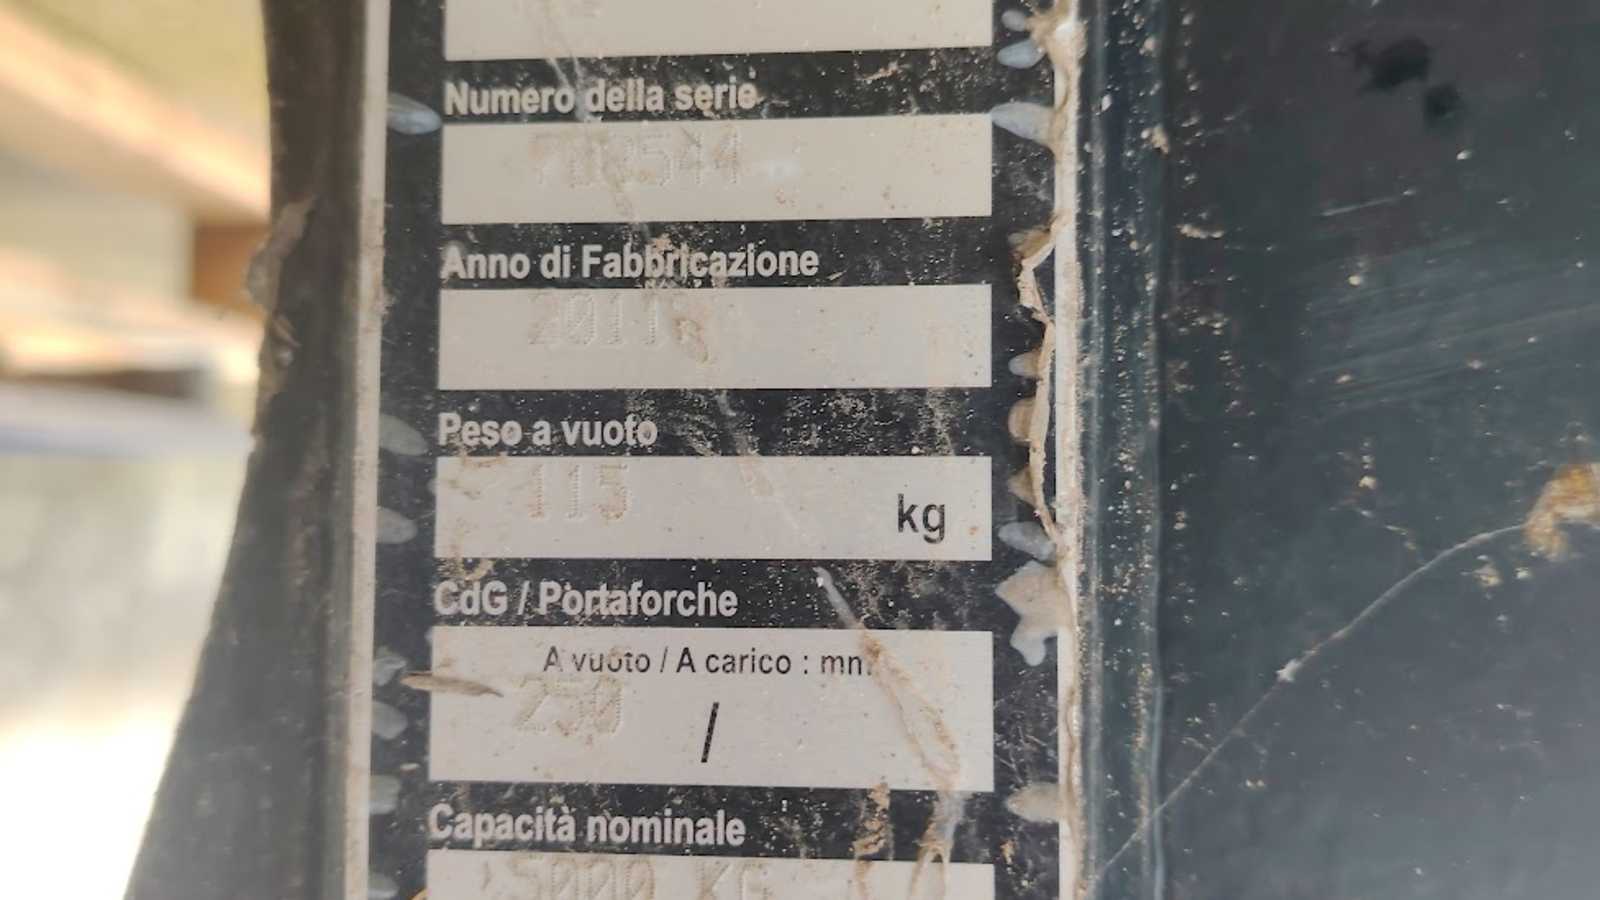 Numero della serie
Anno di Fabbricazione
2011
Peso a vuoto
115
kg
CdG / Portaforche
A vuoto / A carico : mm
250
/
Capacità nominale
5000 KG